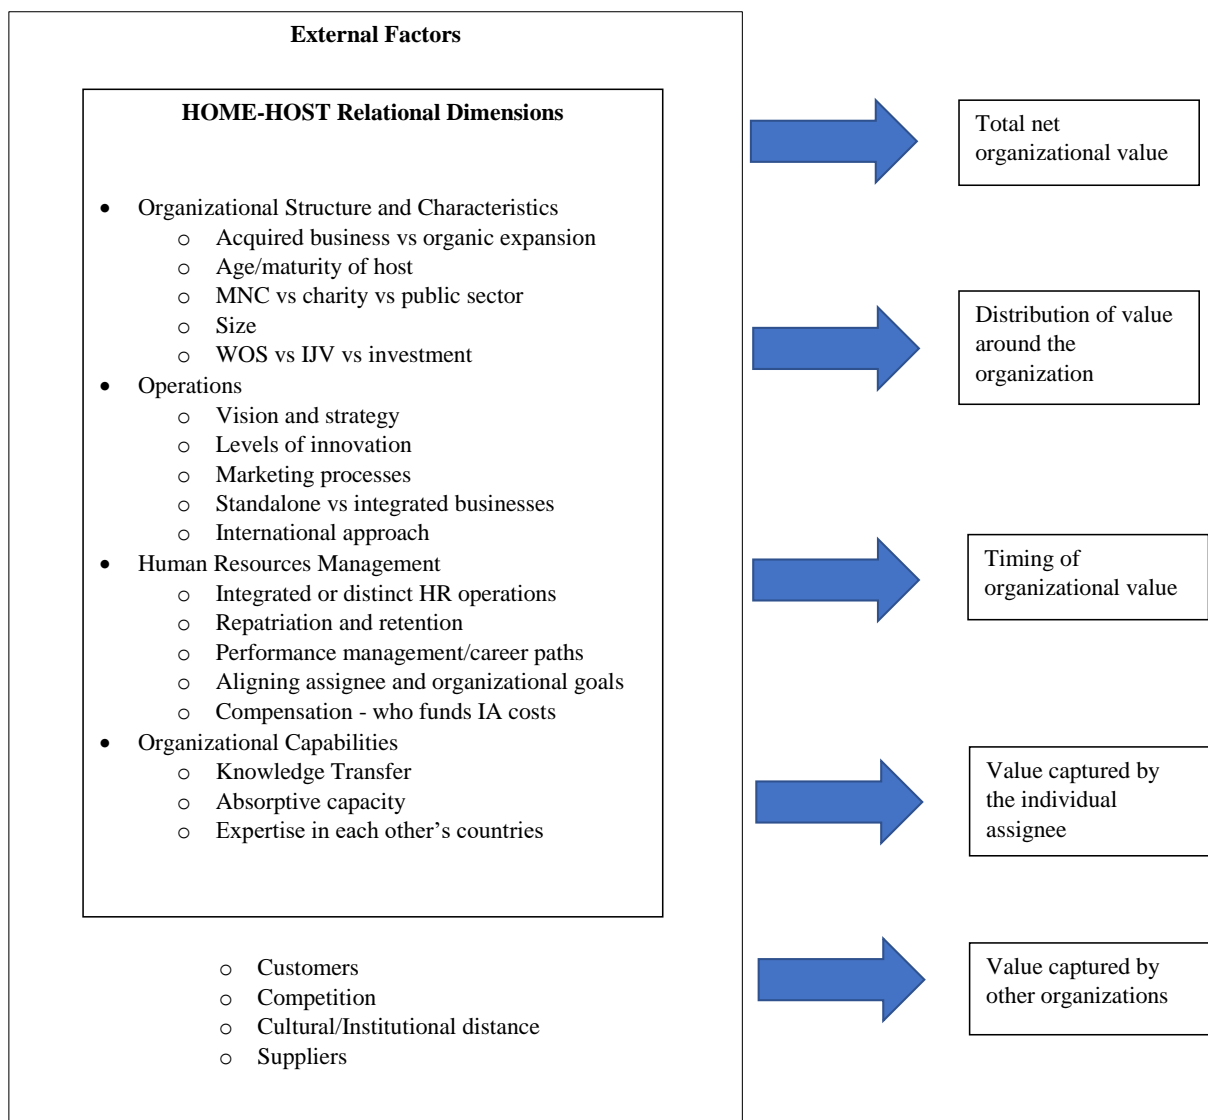 External Factors
HOME-HOST Relational Dimensions
• Organizational Structure and Characteristics
o Acquired business vs organic expansion
o Age/maturity of host
o MNC vs charity vs public sector
o Size
o WOS vs IJV vs investment
• Operations
o Vision and strategy
o Levels of innovation
o Marketing processes
o Standalone vs integrated businesses
o International approach
• Human Resources Management
o Integrated or distinct HR operations
o Repatriation and retention
o Performance management/career paths
o Aligning assignee and organizational goals
o Compensation - who funds IA costs
• Organizational Capabilities
o Knowledge Transfer
o Absorptive capacity
o Expertise in each other’s countries
o Customers
o Competition
o Cultural/Institutional distance
o Suppliers
Total net
organizational value
Distribution of value
around the
organization
Timing of
organizational value
Value captured by
the individual
assignee
Value captured by
other organizations